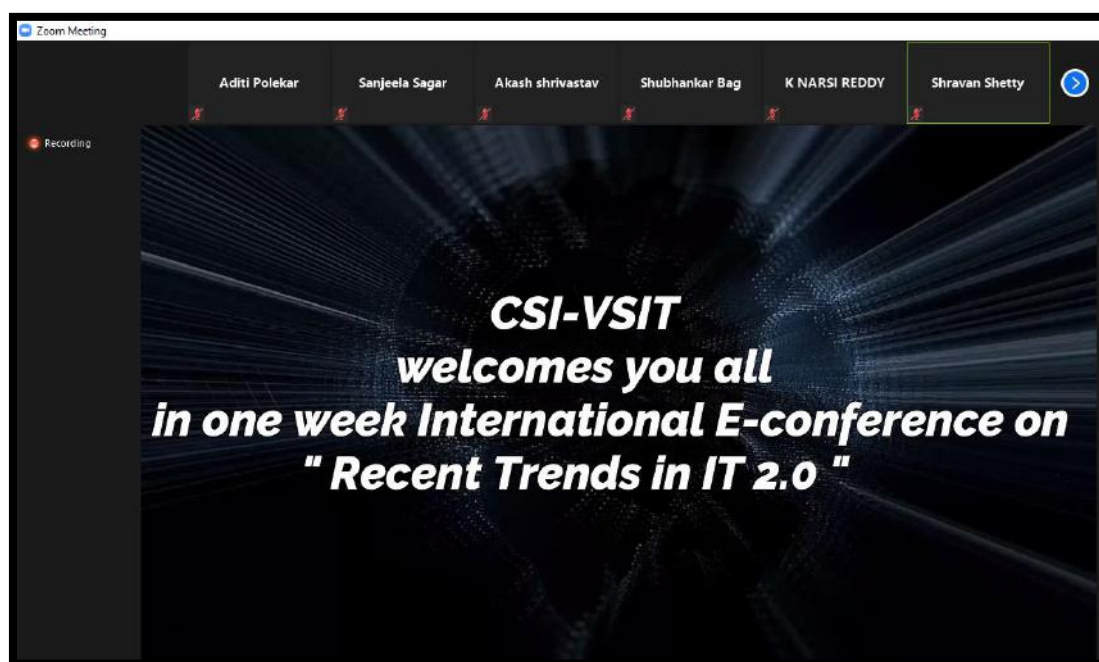 Zoom Meeting
Aditi Polekar
Sanjeela Sagar
Akash shrivastav
Shubhankar Bag
K NARSI REDDY
Shravan Shetty
Recording
CSI-VSIT
welcomes you all
in one week International E-conference on
" Recent Trends in IT 2.0 "